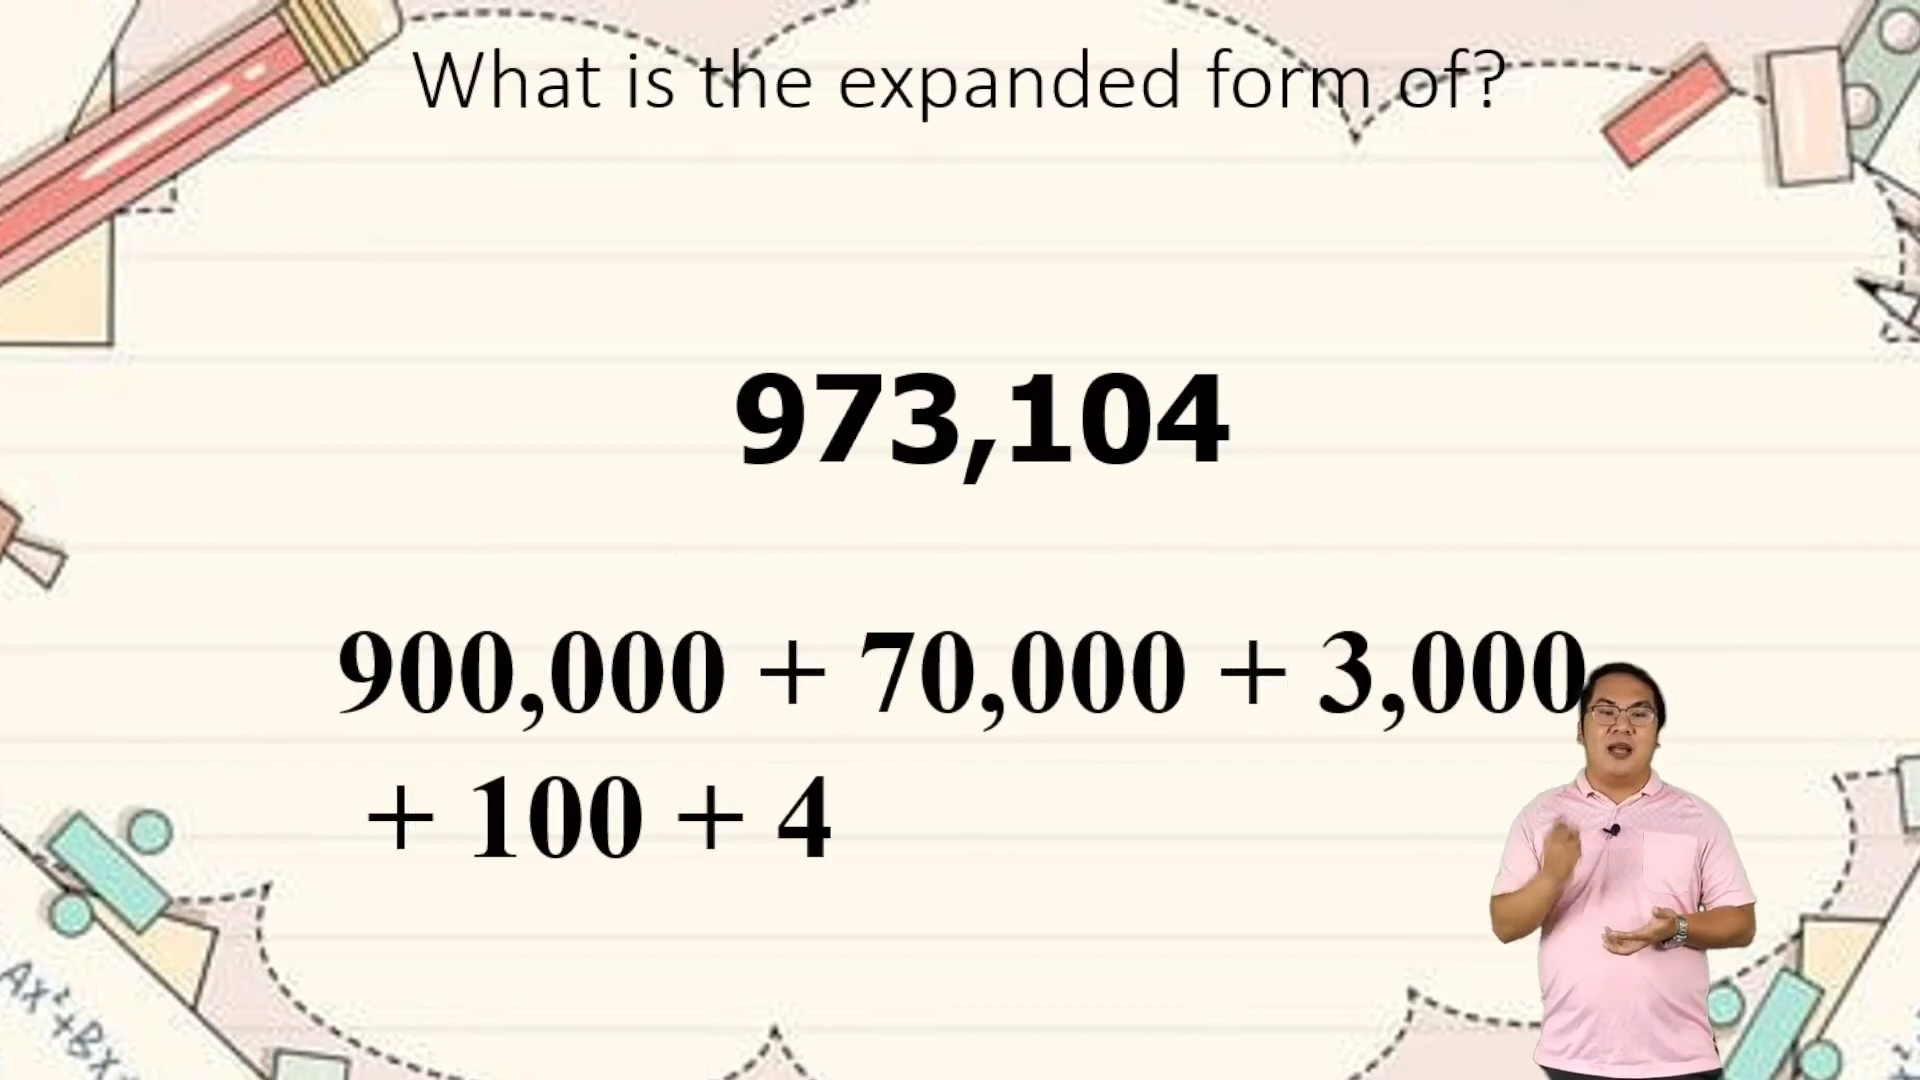 What is the expanded form of?
973,104
900,000 + 70,000 + 3,000
+ 100 + 4